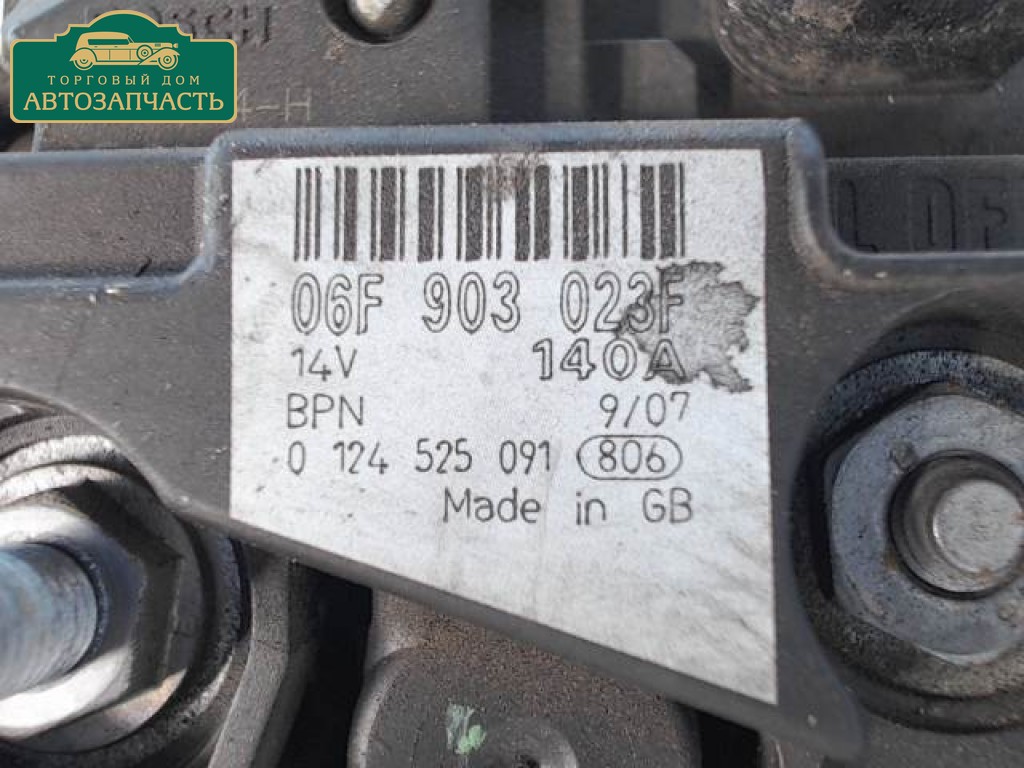 ТОРГОВЫЙ ДОМ
АВТОЗАПЧАСТЬ
06F 903 023F
14V 140A
BPN 9/07
0 124 525 091 806
Made in GB